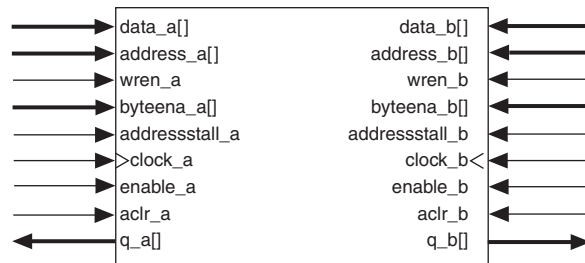 data_a[] data_b[]
address_a[] address_b[]
wren_a wren_b
byteena_a[] byteena_b[]
addressstall_a addressstall_b
clock_a clock_b
enable_a enable_b
aclr_a aclr_b
q_a[] q_b[]